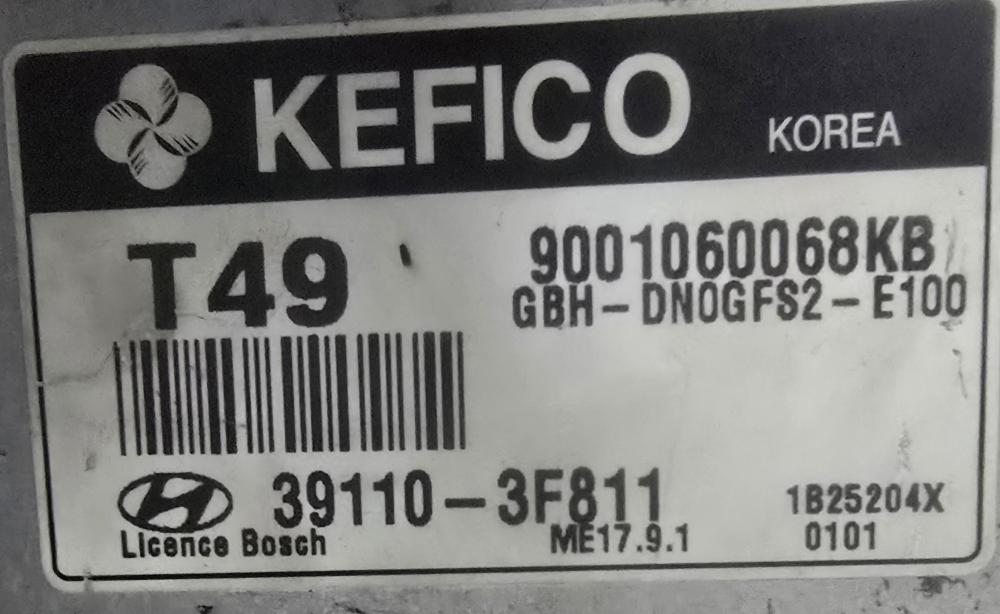 KEFICO KOREA
T49 9001060068KB
GBH-DN0GFS2-E100
39110-3F811 1B25204X
Licence Bosch ME17.9.1 0101